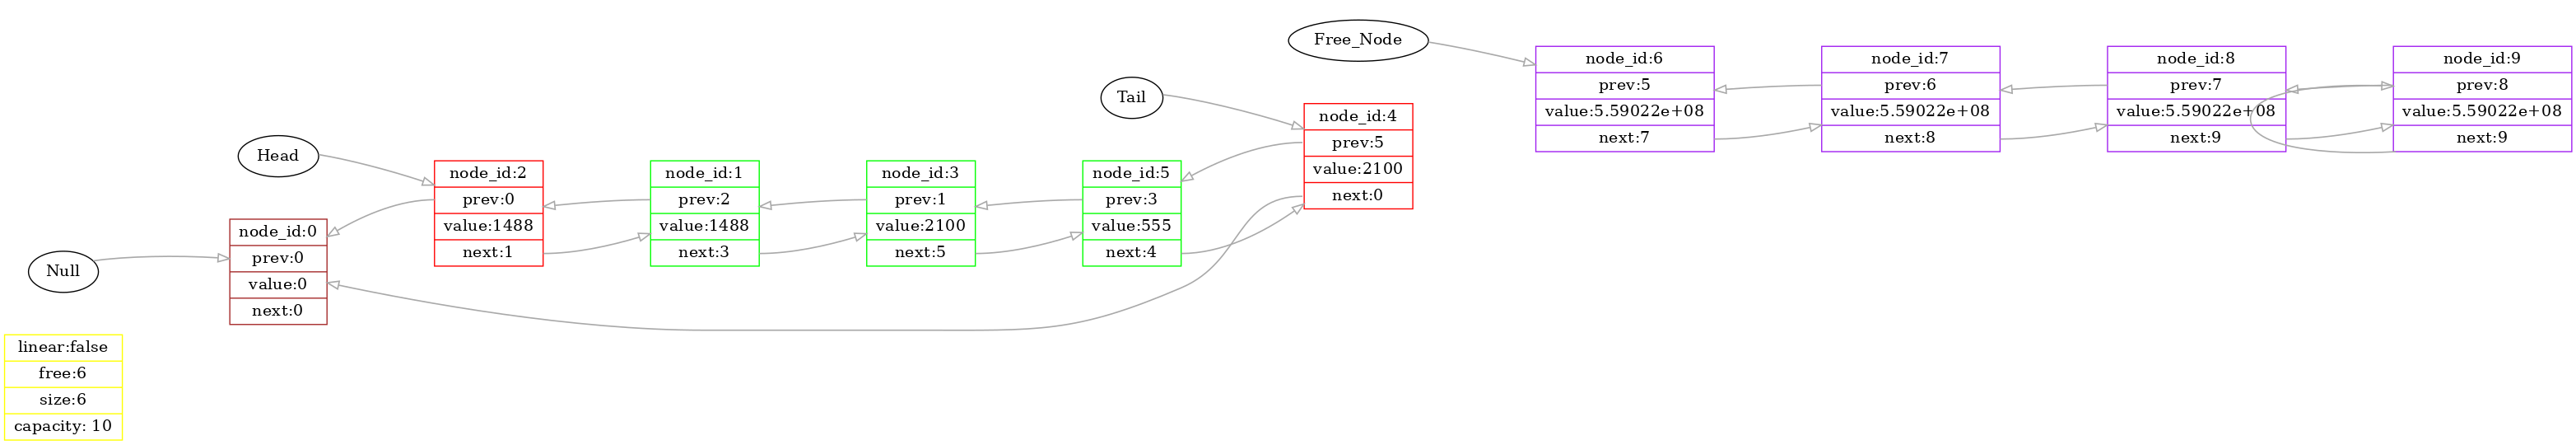 Null
node_id:0
prev:0
value:0
next:0
Head
node_id:2
prev:0
value:1488
next:1
node_id:1
prev:2
value:1488
next:3
node_id:3
prev:1
value:2100
next:5
node_id:5
prev:3
value:555
next:4
Tail
node_id:4
prev:5
value:2100
next:0
Free_Node
node_id:6
prev:5
value:5.59022e+08
next:7
node_id:7
prev:6
value:5.59022e+08
next:8
node_id:8
prev:7
value:5.59022e+08
next:9
node_id:9
prev:8
value:5.59022e+08
next:9
linear:false
free:6
size:6
capacity: 10